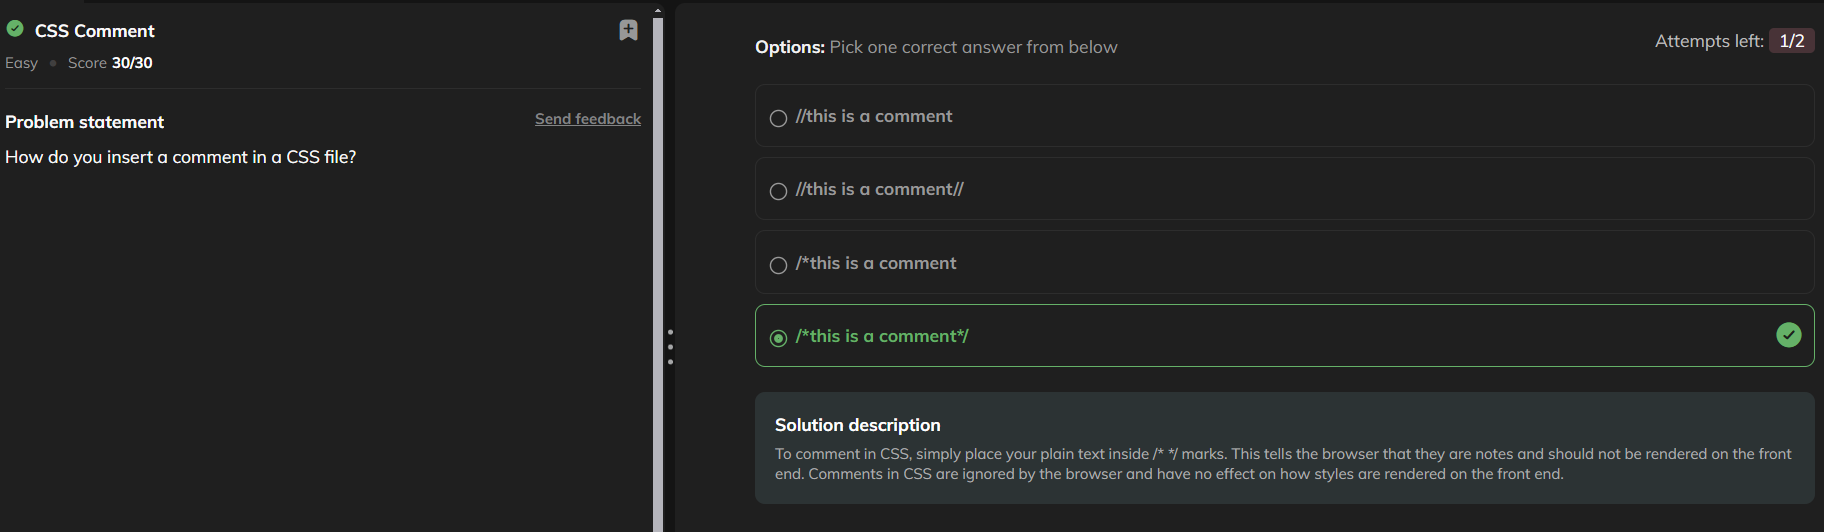 CSS Comment
Easy • Score 30/30
Problem statement
Send feedback
How do you insert a comment in a CSS file?
Options: Pick one correct answer from below
Attempts left: 1/2
//this is a comment
//this is a comment//
/*this is a comment
/*this is a comment*/
Solution description
To comment in CSS, simply place your plain text inside /* */ marks. This tells the browser that they are notes and should not be rendered on the front
end. Comments in CSS are ignored by the browser and have no effect on how styles are rendered on the front end.